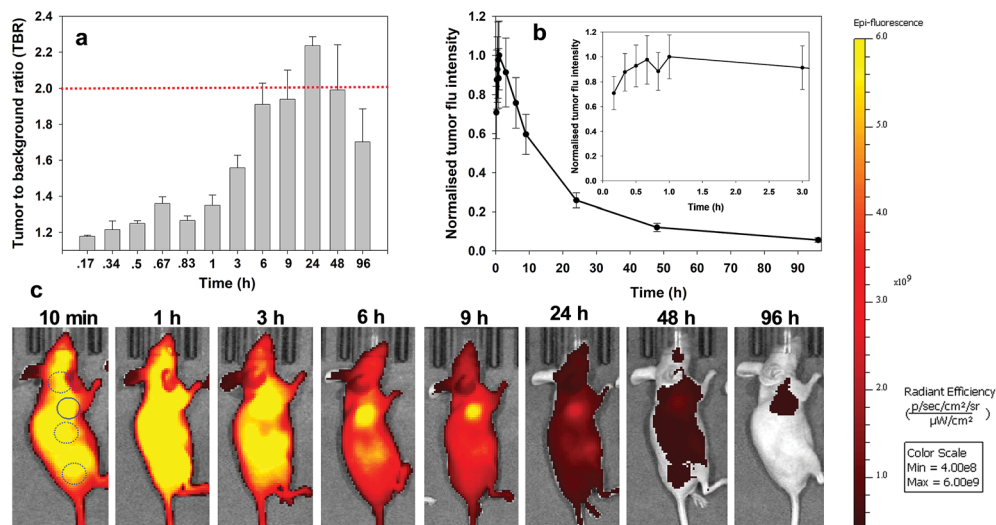 a
Tumor to background ratio (TBR)
2.4
2.2
2.0
1.8
1.6
1.4
1.2
.17 .34 .5 .67 .83 1 3 6 9 24 48 96
Time (h)
b
Normalised tumor flu intensity
1.2
1.0
0.8
0.6
0.4
0.2
0.0
0 10 20 30 40 50 60 70 80 90
Time (h)
Normalised tumor flu intensity
1.2
1.0
0.8
0.6
0.4
0.2
0.0
0.0 0.5 1.0 1.5 2.0 2.5 3.0
Time (h)
c
10 min 1 h 3 h 6 h 9 h 24 h 48 h 96 h
Epi-fluorescence
6.0
5.0
4.0
x10⁹
3.0
2.0
1.0
Radiant Efficiency
(p/sec/cm²/sr
µW/cm²)
Color Scale
Min = 4.00e8
Max = 6.00e9